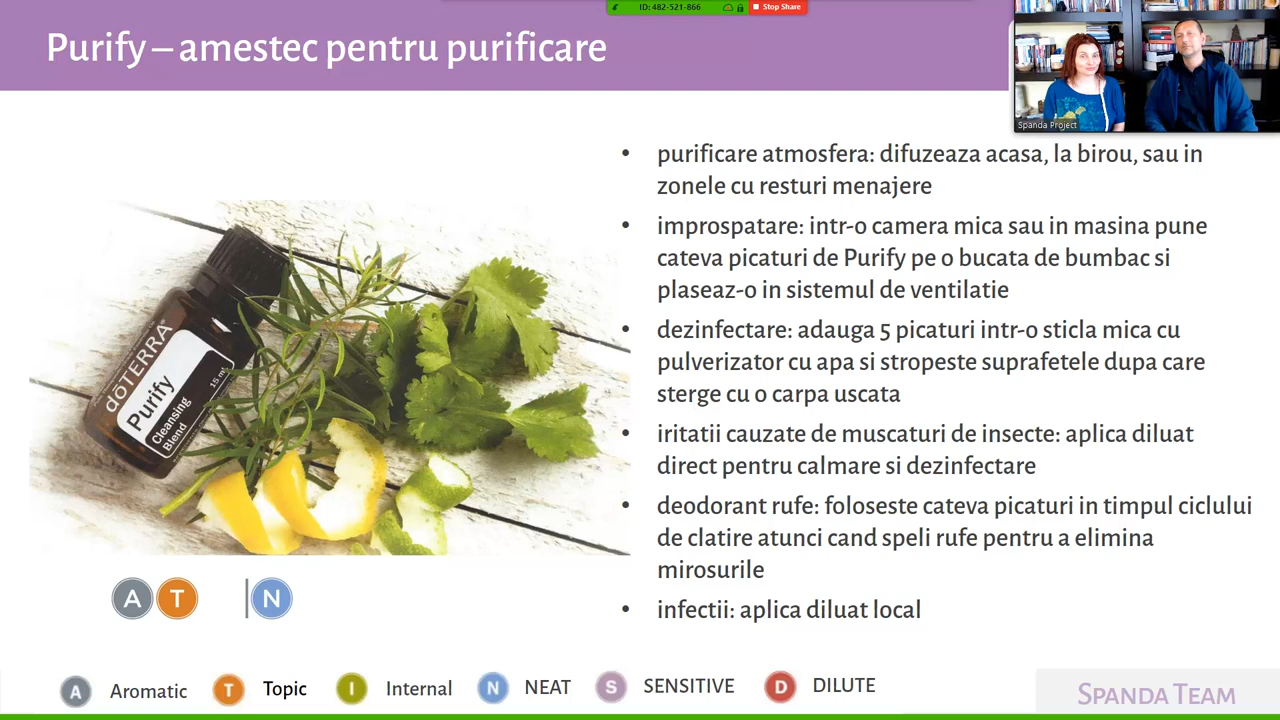 ID: 482-521-866
Stop Share
Purify – amestec pentru purificare
Spanda Project
purificare atmosfera: difuzeaza acasa, la birou, sau in
zonele cu resturi menajere
improspatare: intr-o camera mica sau in masina pune
cateva picaturi de Purify pe o bucata de bumbac si
plaseaz-o in sistemul de ventilatie
dezinfectare: adauga 5 picaturi intr-o sticla mica cu
pulverizator cu apa si stropeste suprafetele dupa care
sterge cu o carpa uscata
iritatii cauzate de muscaturi de insecte: aplica diluat
direct pentru calmare si dezinfectare
deodorant rufe: foloseste cateva picaturi in timpul ciclului
de clatire atunci cand speli rufe pentru a elimina
mirosurile
infectii: aplica diluat local
dōTERRA
Purify
Cleansing
Blend
15 mL
A T | N
A Aromatic T Topic I Internal N NEAT S SENSITIVE D DILUTE
SPANDA TEAM